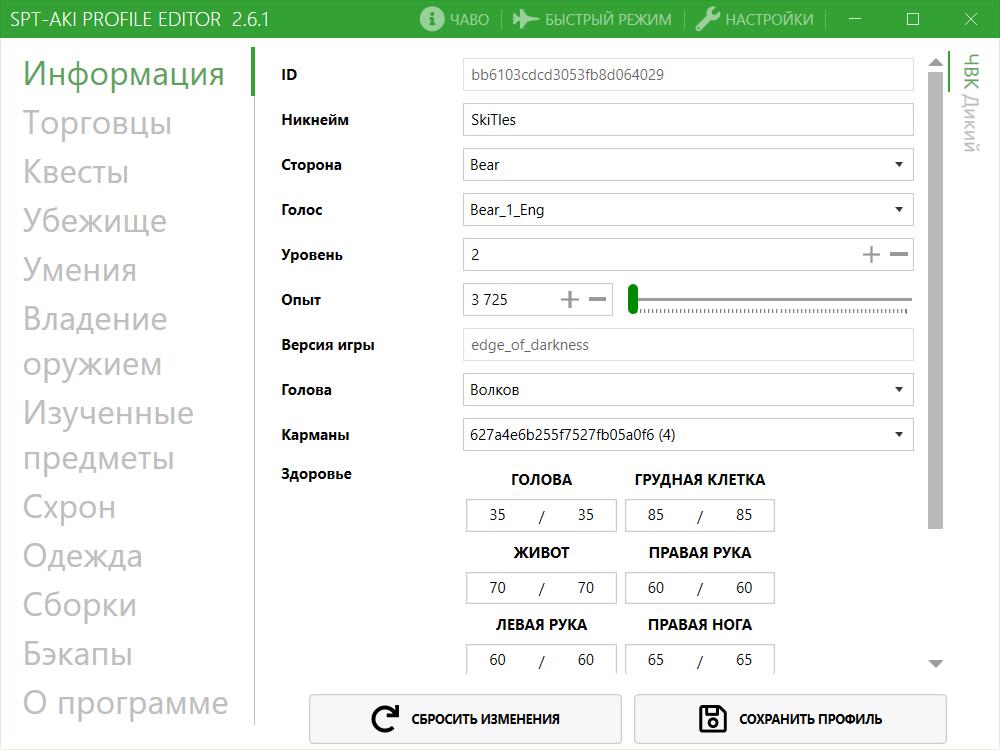 SPT-AKI PROFILE EDITOR 2.6.1
ЧАВО
БЫСТРЫЙ РЕЖИМ
НАСТРОЙКИ
Информация
Торговцы
Квесты
Убежище
Умения
Владение
оружием
Изученные
предметы
Схрон
Одежда
Сборки
Бэкапы
О программе
ID
bb6103cdcd3053fb8d064029
Никнейм
SkiTles
Сторона
Bear
Голос
Bear_1_Eng
Уровень
2
Опыт
3 725
Версия игры
edge_of_darkness
Голова
Волков
Карманы
627a4e6b255f7527fb05a0f6 (4)
Здоровье
ГОЛОВА
35 / 35
ГРУДНАЯ КЛЕТКА
85 / 85
ЖИВОТ
70 / 70
ПРАВАЯ РУКА
60 / 60
ЛЕВАЯ РУКА
60 / 60
ПРАВАЯ НОГА
65 / 65
ЧВК Дикий
СБРОСИТЬ ИЗМЕНЕНИЯ
СОХРАНИТЬ ПРОФИЛЬ